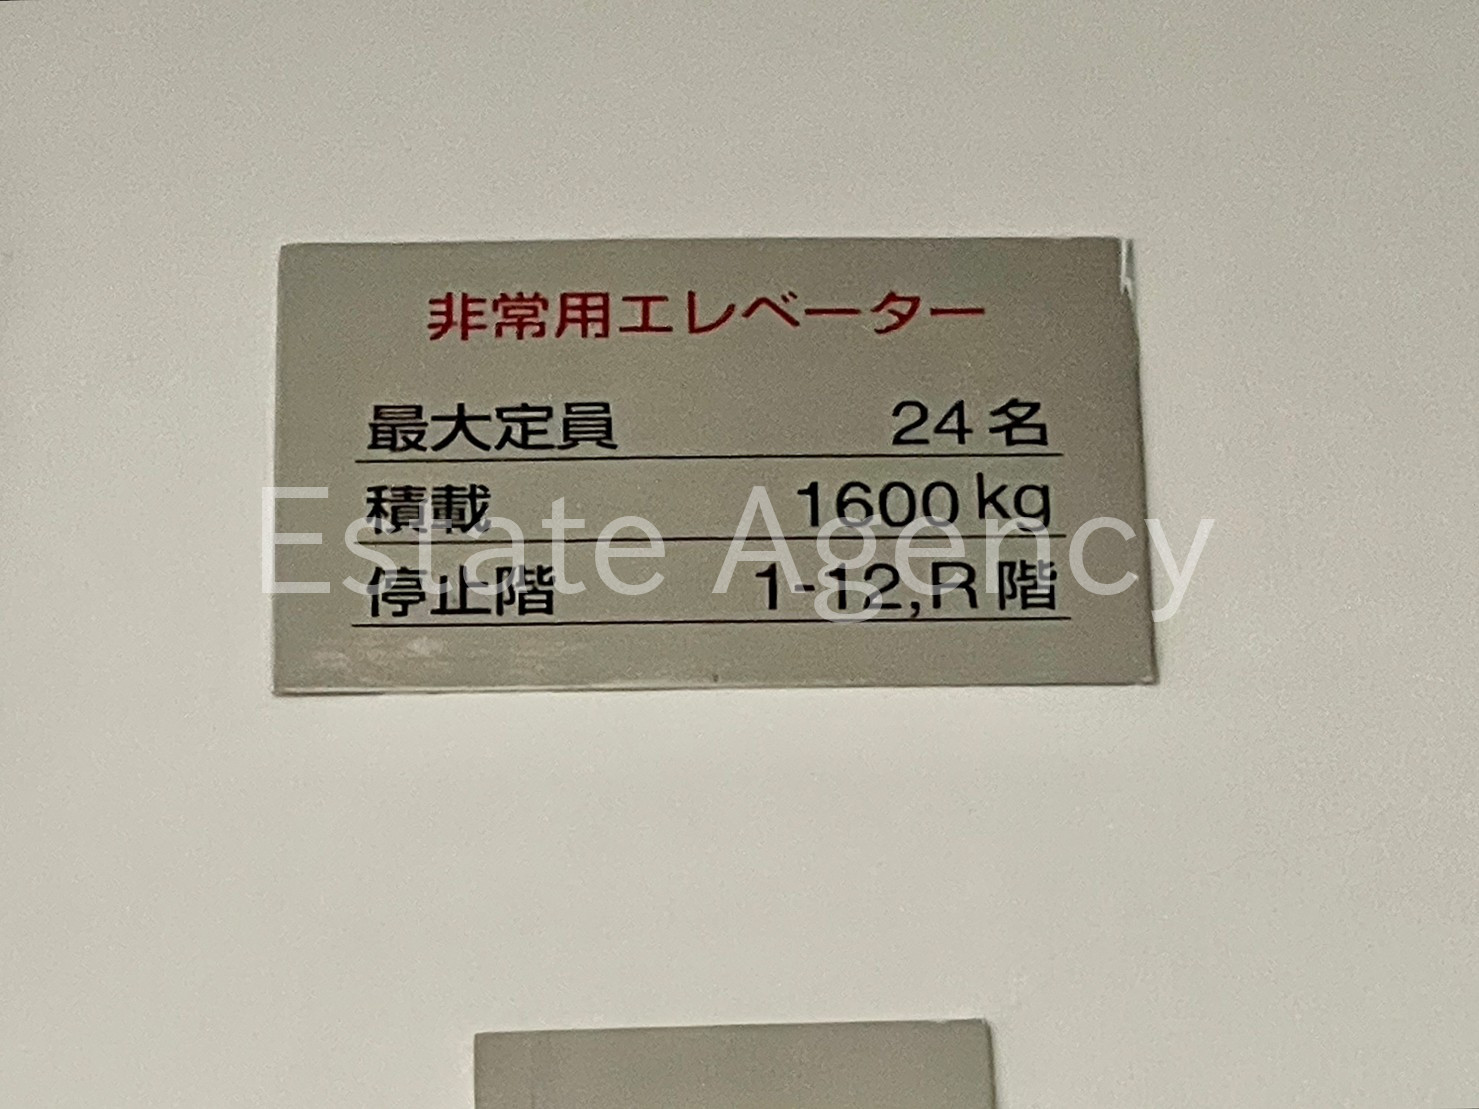 非常用エレベーター
最大定員 24名
積載 1600kg
停止階 1-12,R階
Estate Agency